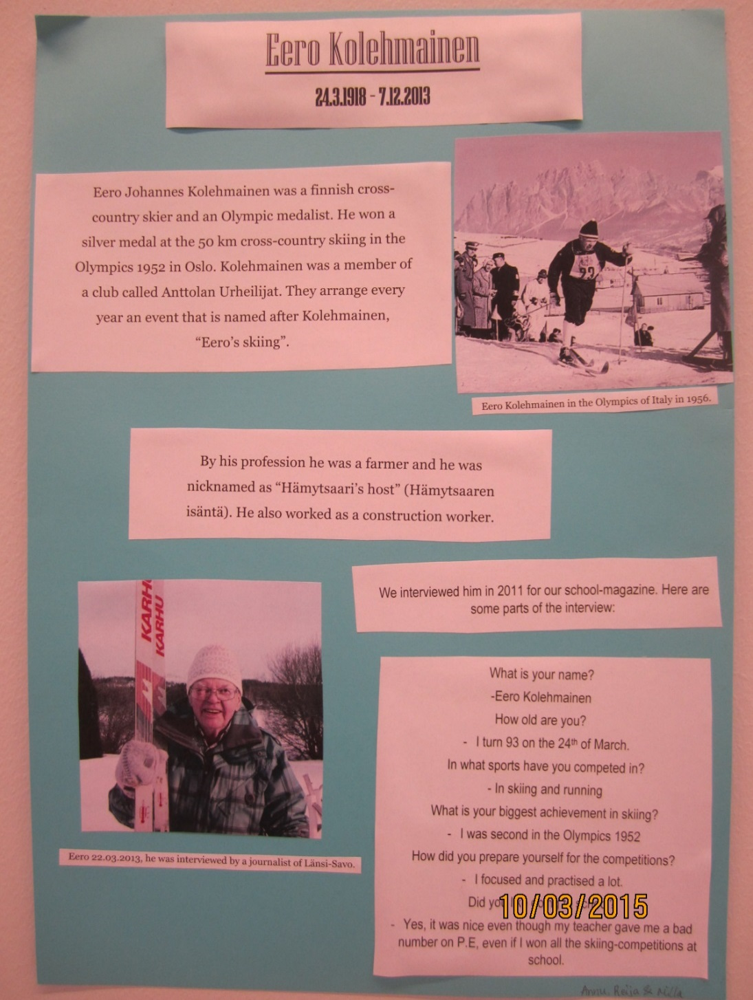 Eero Kolehmainen
24.3.1918 - 7.12.2013
Eero Johannes Kolehmainen was a finnish cross-
country skier and an Olympic medalist. He won a
silver medal at the 50 km cross-country skiing in the
Olympics 1952 in Oslo. Kolehmainen was a member of
a club called Anttolan Urheilijat. They arrange every
year an event that is named after Kolehmainen,
“Eero’s skiing”.
Eero Kolehmainen in the Olympics of Italy in 1956.
By his profession he was a farmer and he was
nicknamed as “Hämytsaari’s host” (Hämytsaaren
isäntä). He also worked as a construction worker.
KARHU
KARHU
Eero 22.03.2013, he was interviewed by a journalist of Länsi-Savo.
We interviewed him in 2011 for our school-magazine. Here are
some parts of the interview:
What is your name?
-Eero Kolehmainen
How old are you?
- I turn 93 on the 24th of March.
In what sports have you competed in?
- In skiing and running
What is your biggest achievement in skiing?
- I was second in the Olympics 1952
How did you prepare yourself for the competitions?
- I focused and practised a lot.
Did you
10/03/2015
- Yes, it was nice even though my teacher gave me a bad
number on P.E, even if I won all the skiing-competitions at
school.
Reija &